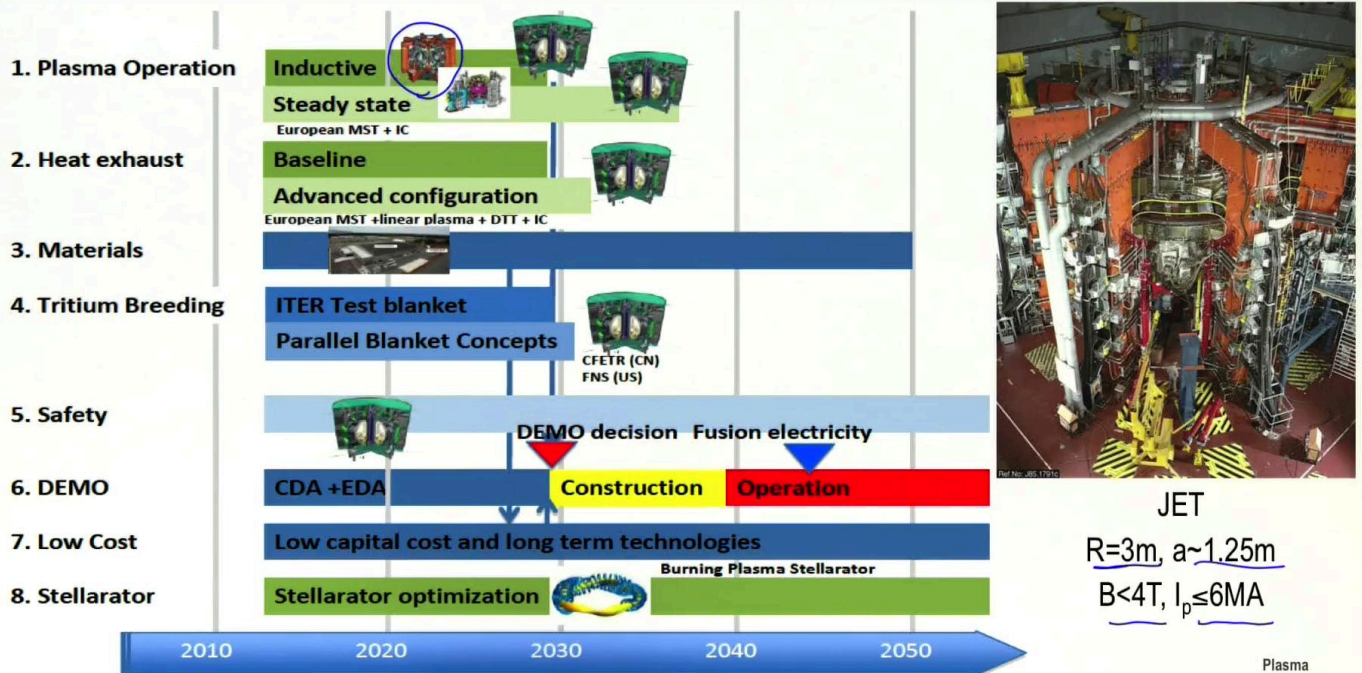 1. Plasma Operation
Inductive
Steady state
European MST + IC
2. Heat exhaust
Baseline
Advanced configuration
European MST +linear plasma + DTT + IC
3. Materials
4. Tritium Breeding
ITER Test blanket
Parallel Blanket Concepts
CFETR (CN)
FNS (US)
5. Safety
DEMO decision
Fusion electricity
6. DEMO
CDA +EDA
Construction
Operation
7. Low Cost
Low capital cost and long term technologies
Burning Plasma Stellarator
8. Stellarator
Stellarator optimization
2010 2020 2030 2040 2050
Ref No: J85.1791c
JET
R=3m, a~1.25m
B<4T, Ip≤6MA
Plasma